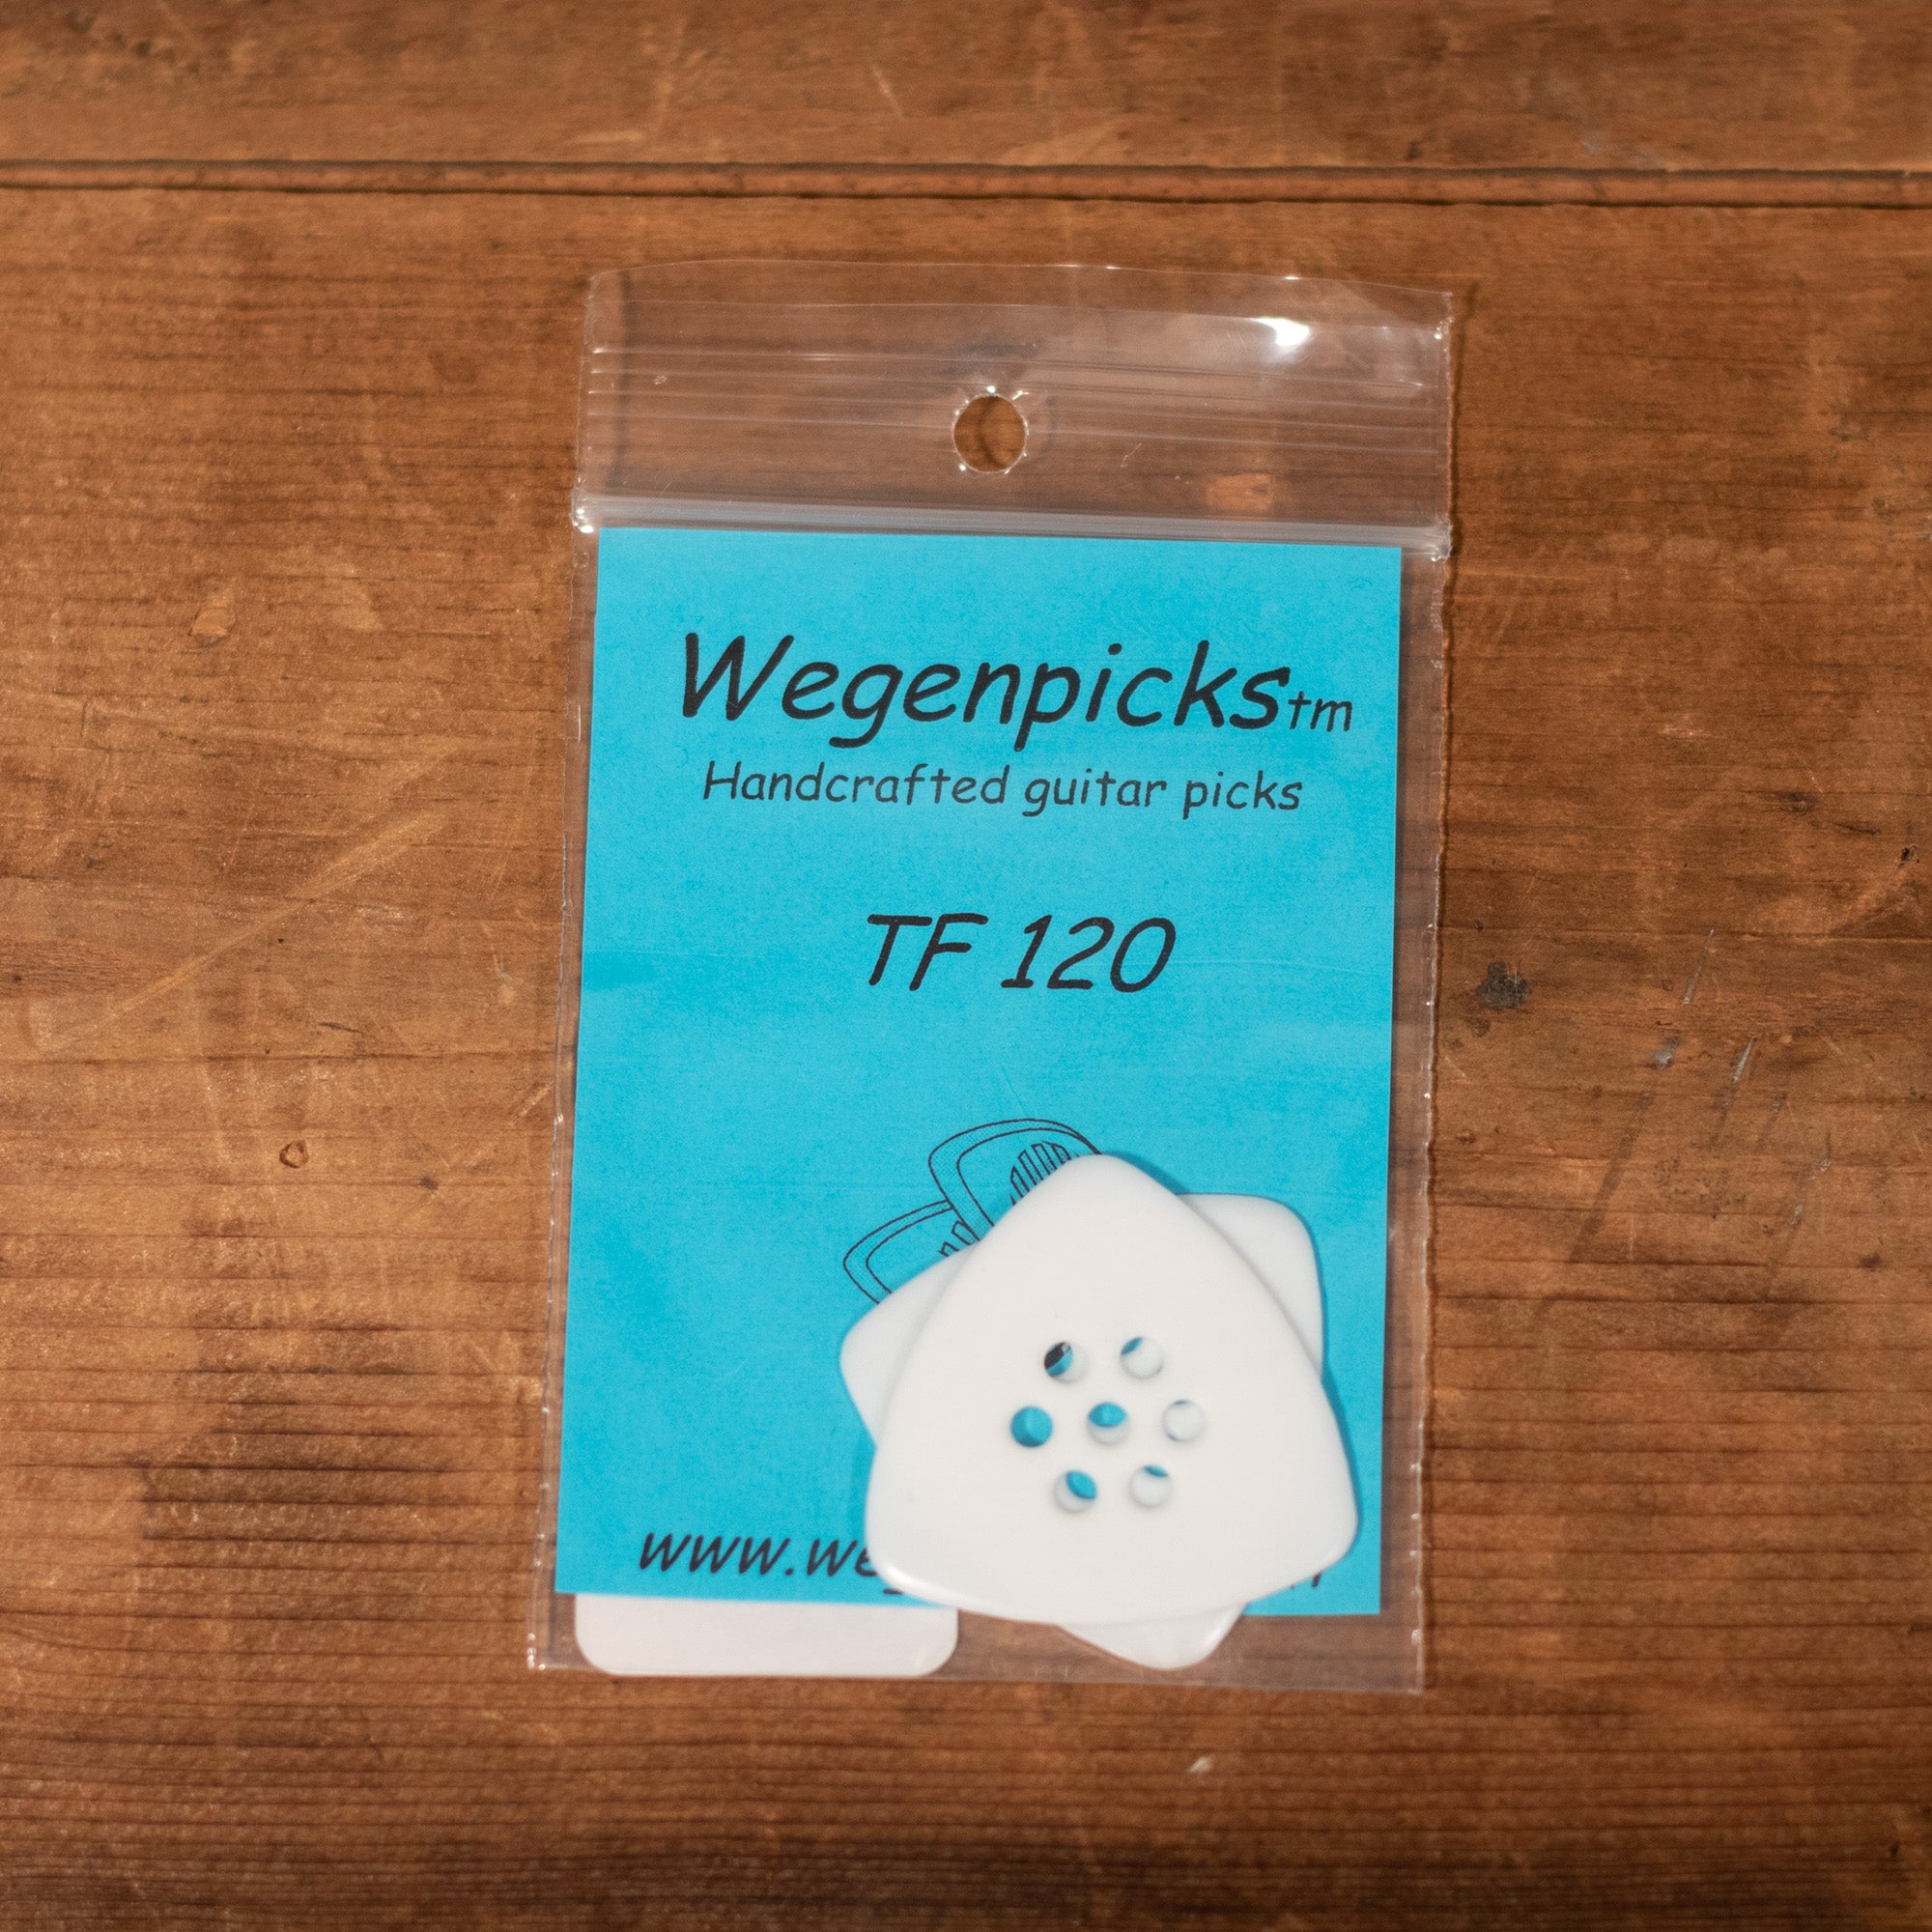 Wegenpickstm
Handcrafted guitar picks
TF 120